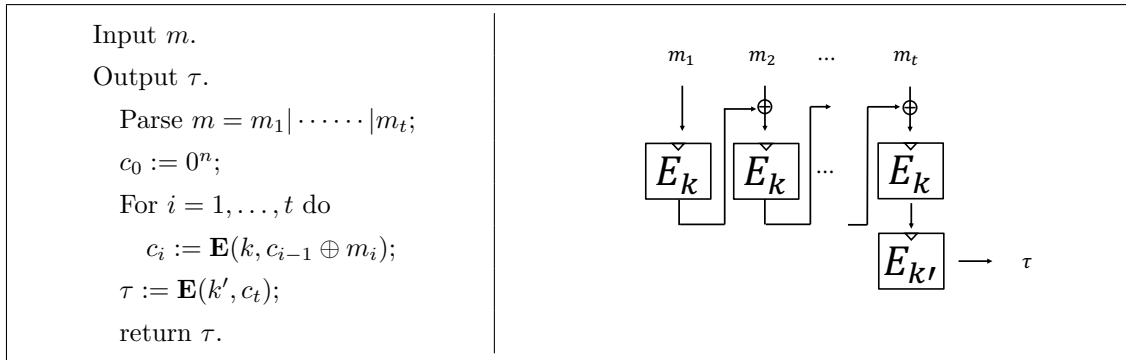 Input m.
Output τ.
Parse m = m₁| · · · · · · |mₜ;
c₀ := 0ⁿ;
For i = 1, . . . , t do
cᵢ := E(k, cᵢ₋₁ ⊕ mᵢ);
τ := E(k′, cₜ);
return τ.
m₁ m₂ ... mₜ
Eₖ Eₖ ... Eₖ
Eₖ′ τ